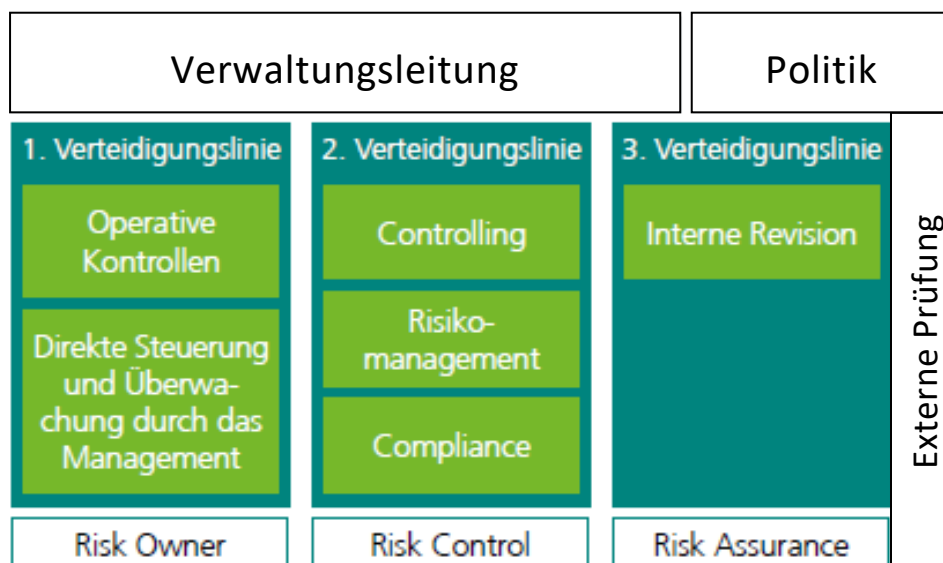 Verwaltungsleitung
Politik
1. Verteidigungslinie
Operative
Kontrollen
Direkte Steuerung
und Überwa-
chung durch das
Management
Risk Owner
2. Verteidigungslinie
Controlling
Risiko-
management
Compliance
Risk Control
3. Verteidigungslinie
Interne Revision
Risk Assurance
Externe Prüfung